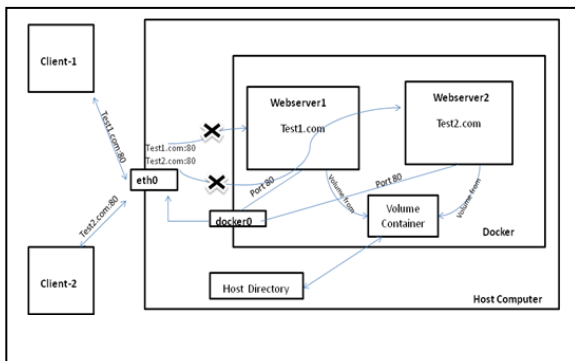 Client-1
Test1.com:80
Test1.com:80
Test2.com:80
eth0
Test2.com:80
Client-2
Webserver1
Test1.com
Webserver2
Test2.com
Port 80
Port 80
Volume from
Volume from
docker0
Volume
Container
Docker
Host Directory
Host Computer